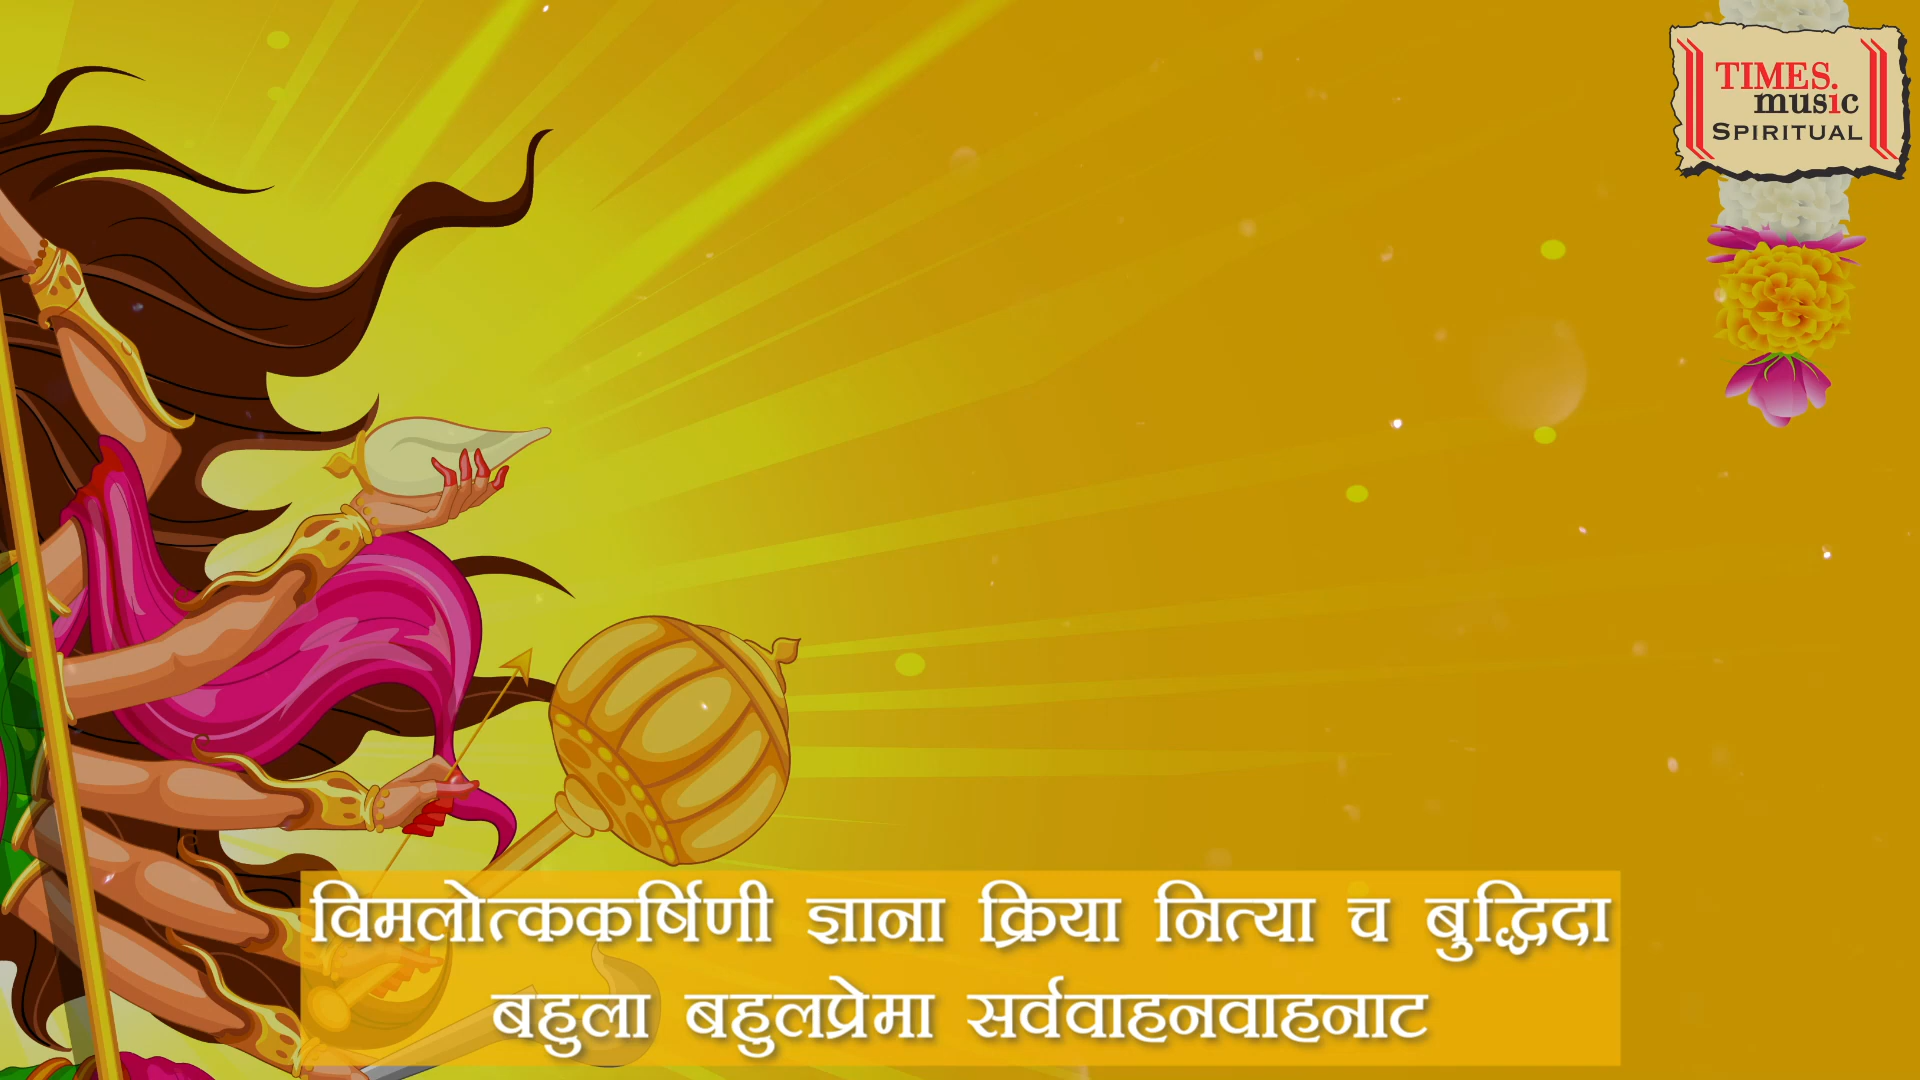 TIMES.
music
SPIRITUAL
विमलोत्ककर्षिणी ज्ञाना क्रिया नित्या च बुद्धिदा
बहुला बहुलप्रेमा सर्ववाहनवाहनाट